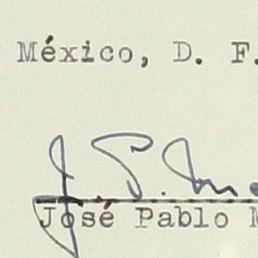 México, D. F.
J. P. M
José Pablo M